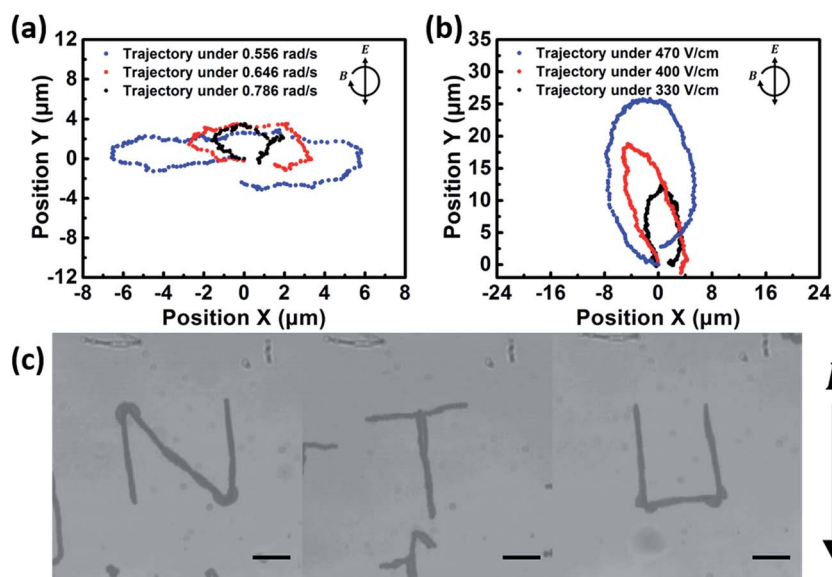 (a)
12
8
4
0
-4
-8
-12
Position Y (μm)
Trajectory under 0.556 rad/s
Trajectory under 0.646 rad/s
Trajectory under 0.786 rad/s
E
B
-8 -6 -4 -2 0 2 4 6 8
Position X (μm)
(b)
35
30
25
20
15
10
5
0
Position Y (μm)
Trajectory under 470 V/cm
Trajectory under 400 V/cm
Trajectory under 330 V/cm
E
B
-24 -16 -8 0 8 16 24
Position X (μm)
(c)
N T U